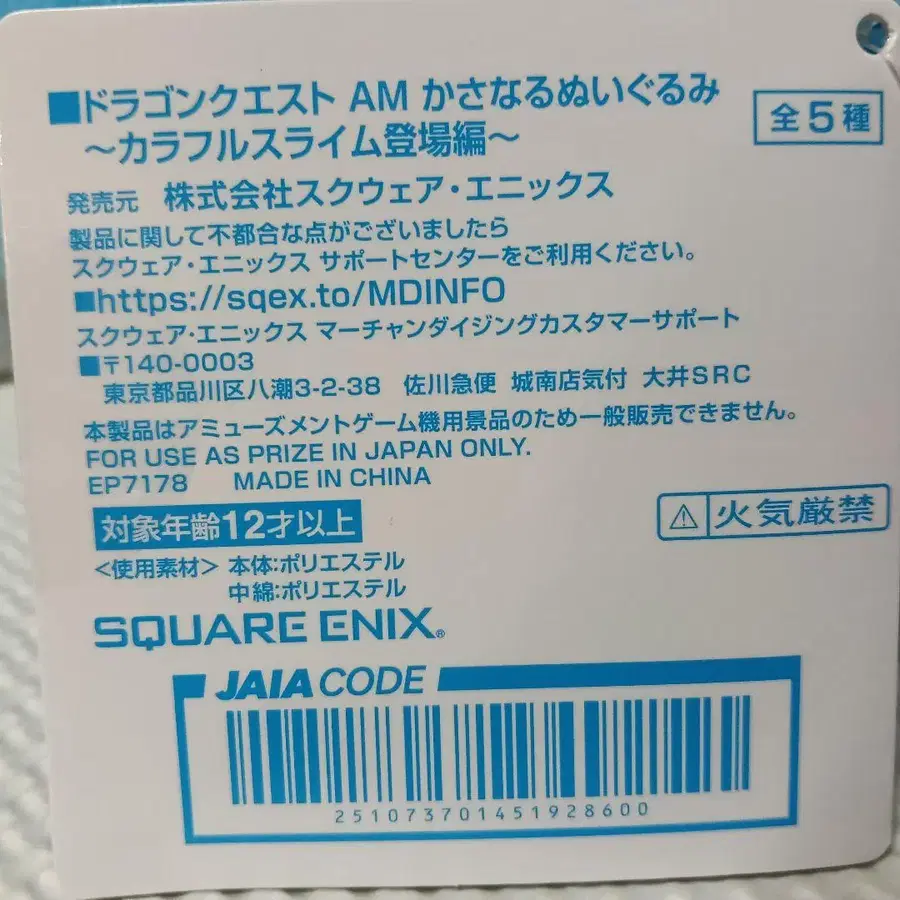 ■ドラゴンクエスト AM かさなるぬいぐるみ
～カラフルスライム登場編～
全5種
発売元 株式会社スクウェア・エニックス
製品に関して不都合な点がございましたら
スクウェア・エニックス サポートセンターをご利用ください。
■https://sqex.to/MDINFO
スクウェア・エニックス マーチャンダイジングカスタマーサポート
■〒140-0003
東京都品川区八潮3-2-38 佐川急便 城南店気付 大井SRC
本製品はアミューズメントゲーム機用景品のため一般販売できません。
FOR USE AS PRIZE IN JAPAN ONLY.
EP7178 MADE IN CHINA
対象年齢12才以上
⚠火気厳禁
<使用素材> 本体:ポリエステル
中綿:ポリエステル
SQUARE ENIX®
JAIA CODE
251073701451928600